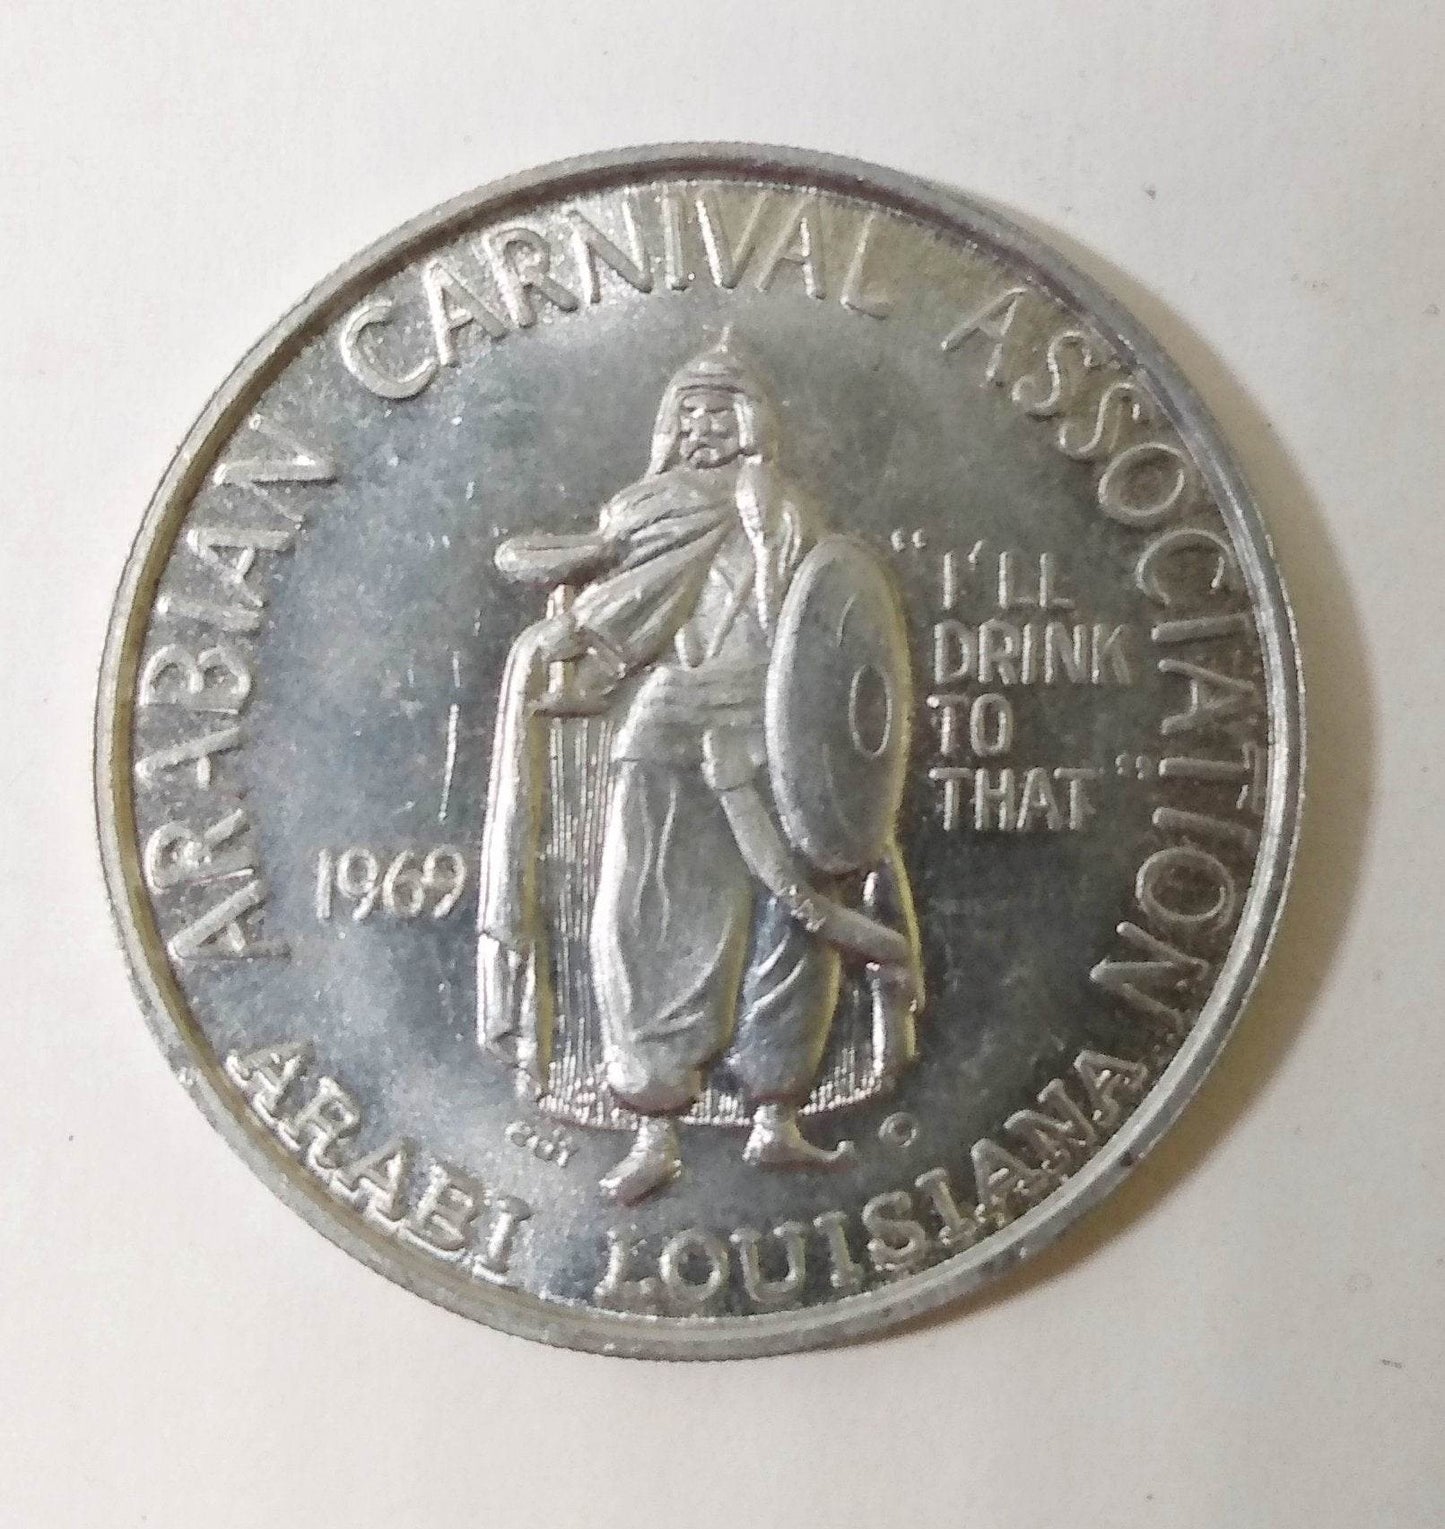 ARABIAN CARNIVAL ASSOCIATION
"I'LL
DRINK
TO
THAT"
1969
©
ARABI LOUISIANA